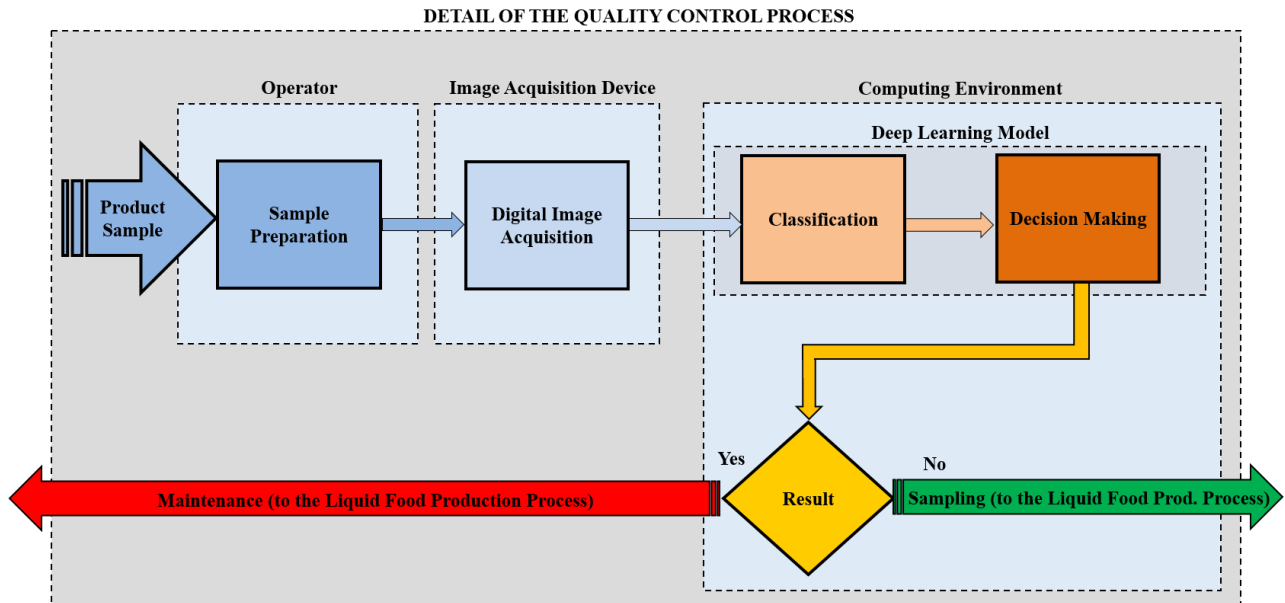 DETAIL OF THE QUALITY CONTROL PROCESS
Operator
Image Acquisition Device
Computing Environment
Deep Learning Model
Product
Sample
Sample
Preparation
Digital Image
Acquisition
Classification
Decision Making
Yes
No
Maintenance (to the Liquid Food Production Process)
Result
Sampling (to the Liquid Food Prod. Process)